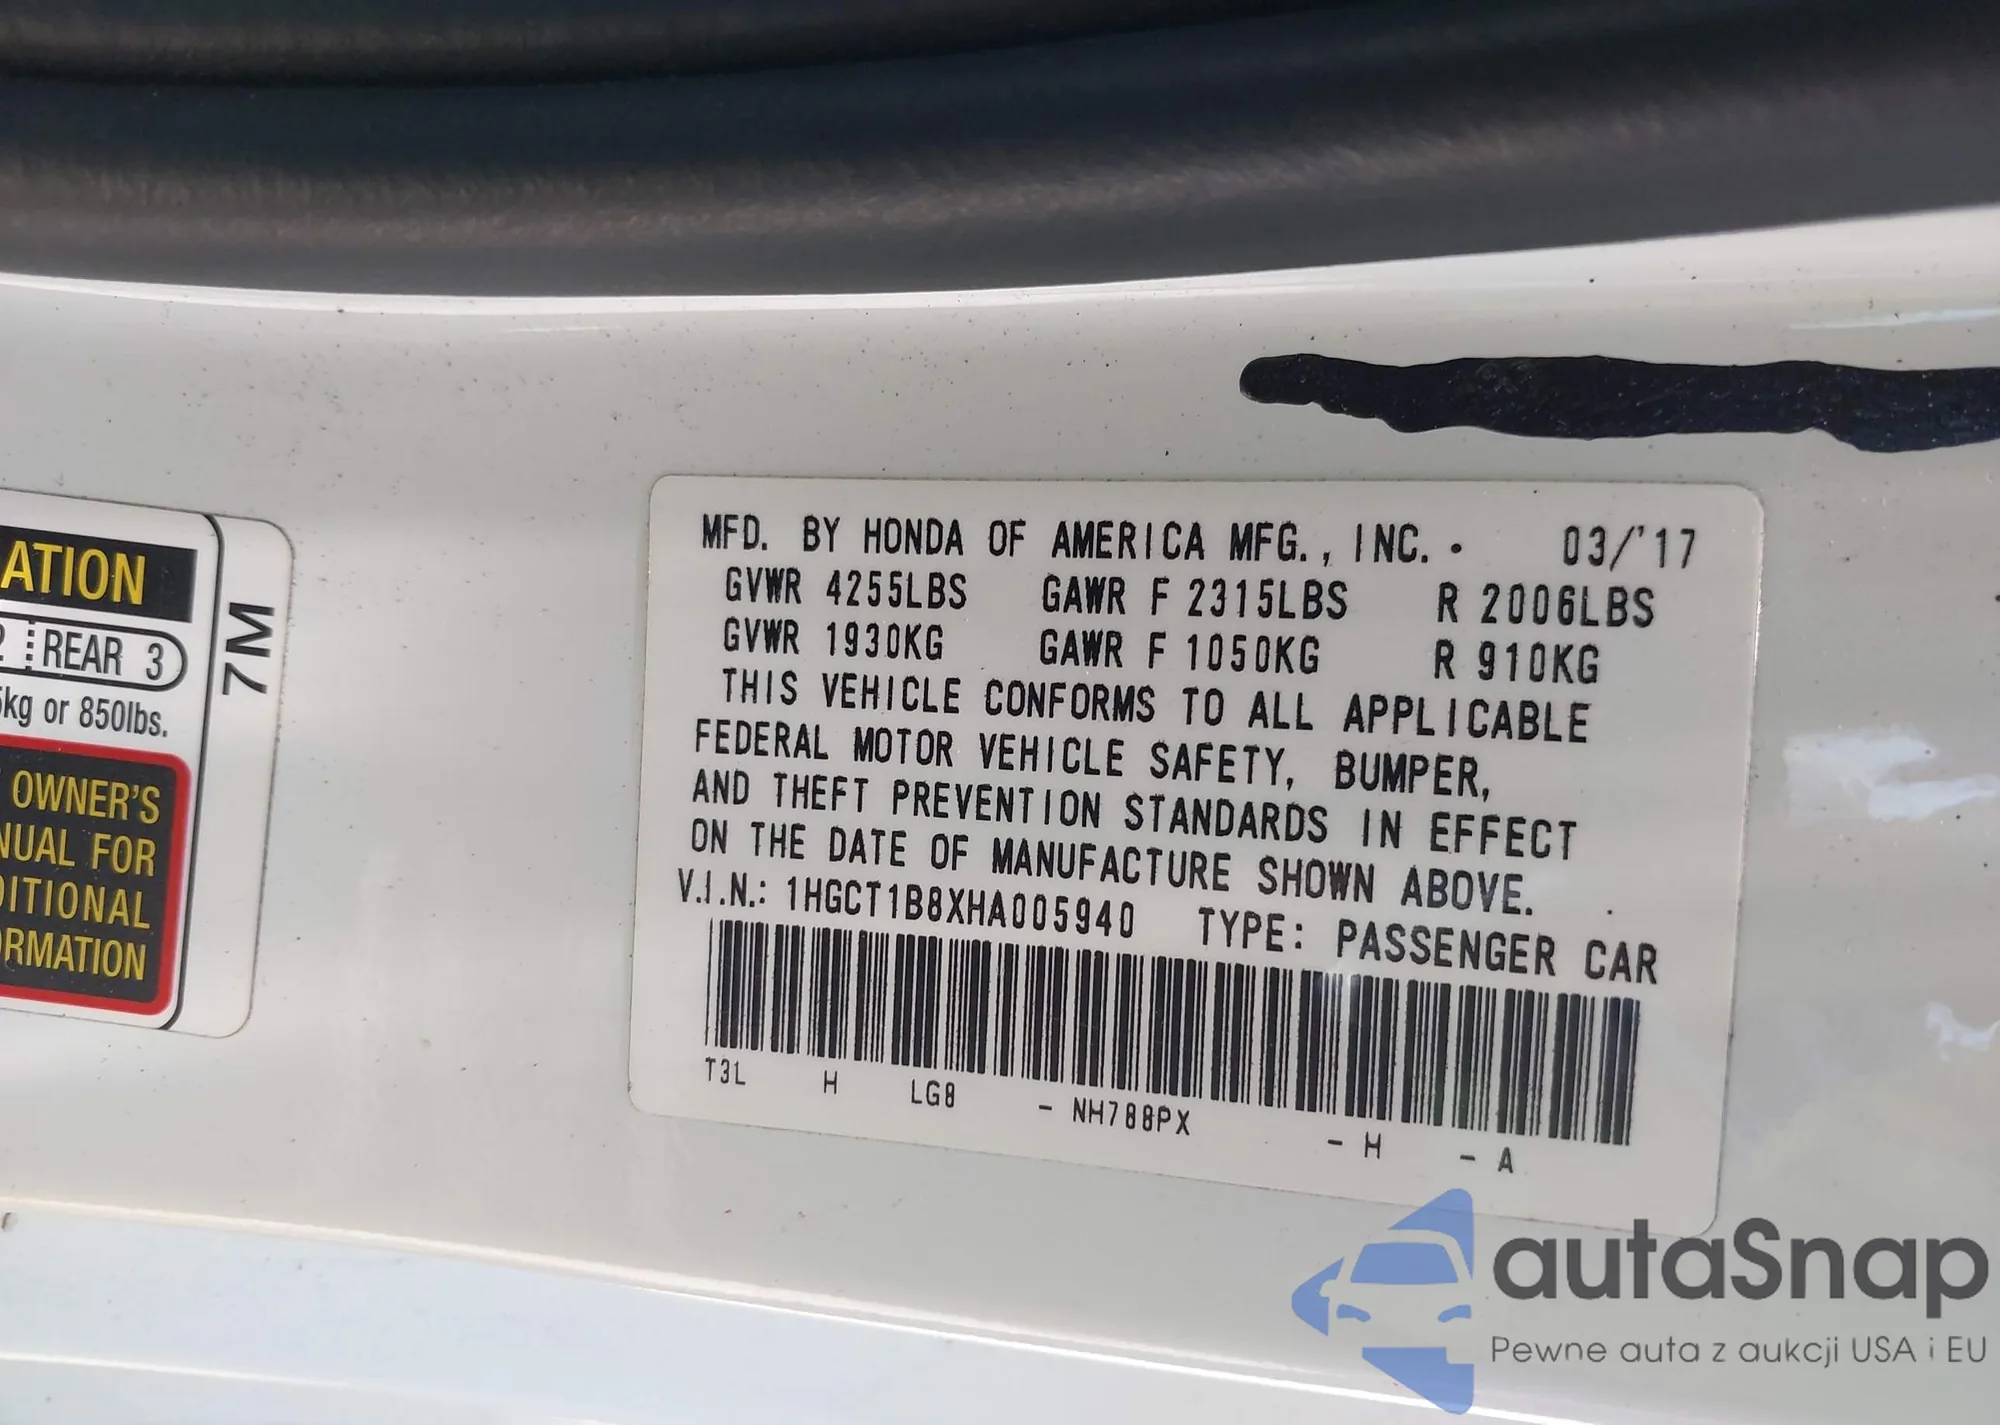 ATION
2 REAR 3
5kg or 850lbs.
OWNER'S
NUAL FOR
DITIONAL
ORMATION
7M
MFD. BY HONDA OF AMERICA MFG., INC. • 03/'17
GVWR 4255LBS GAWR F 2315LBS R 2006LBS
GVWR 1930KG GAWR F 1050KG R 910KG
THIS VEHICLE CONFORMS TO ALL APPLICABLE
FEDERAL MOTOR VEHICLE SAFETY, BUMPER,
AND THEFT PREVENTION STANDARDS IN EFFECT
ON THE DATE OF MANUFACTURE SHOWN ABOVE.
V.I.N.: 1HGCT1B8XHA005940 TYPE: PASSENGER CAR
T3L H LG8 - NH788PX - H - A
autaSnap
Pewne auta z aukcji USA i EU